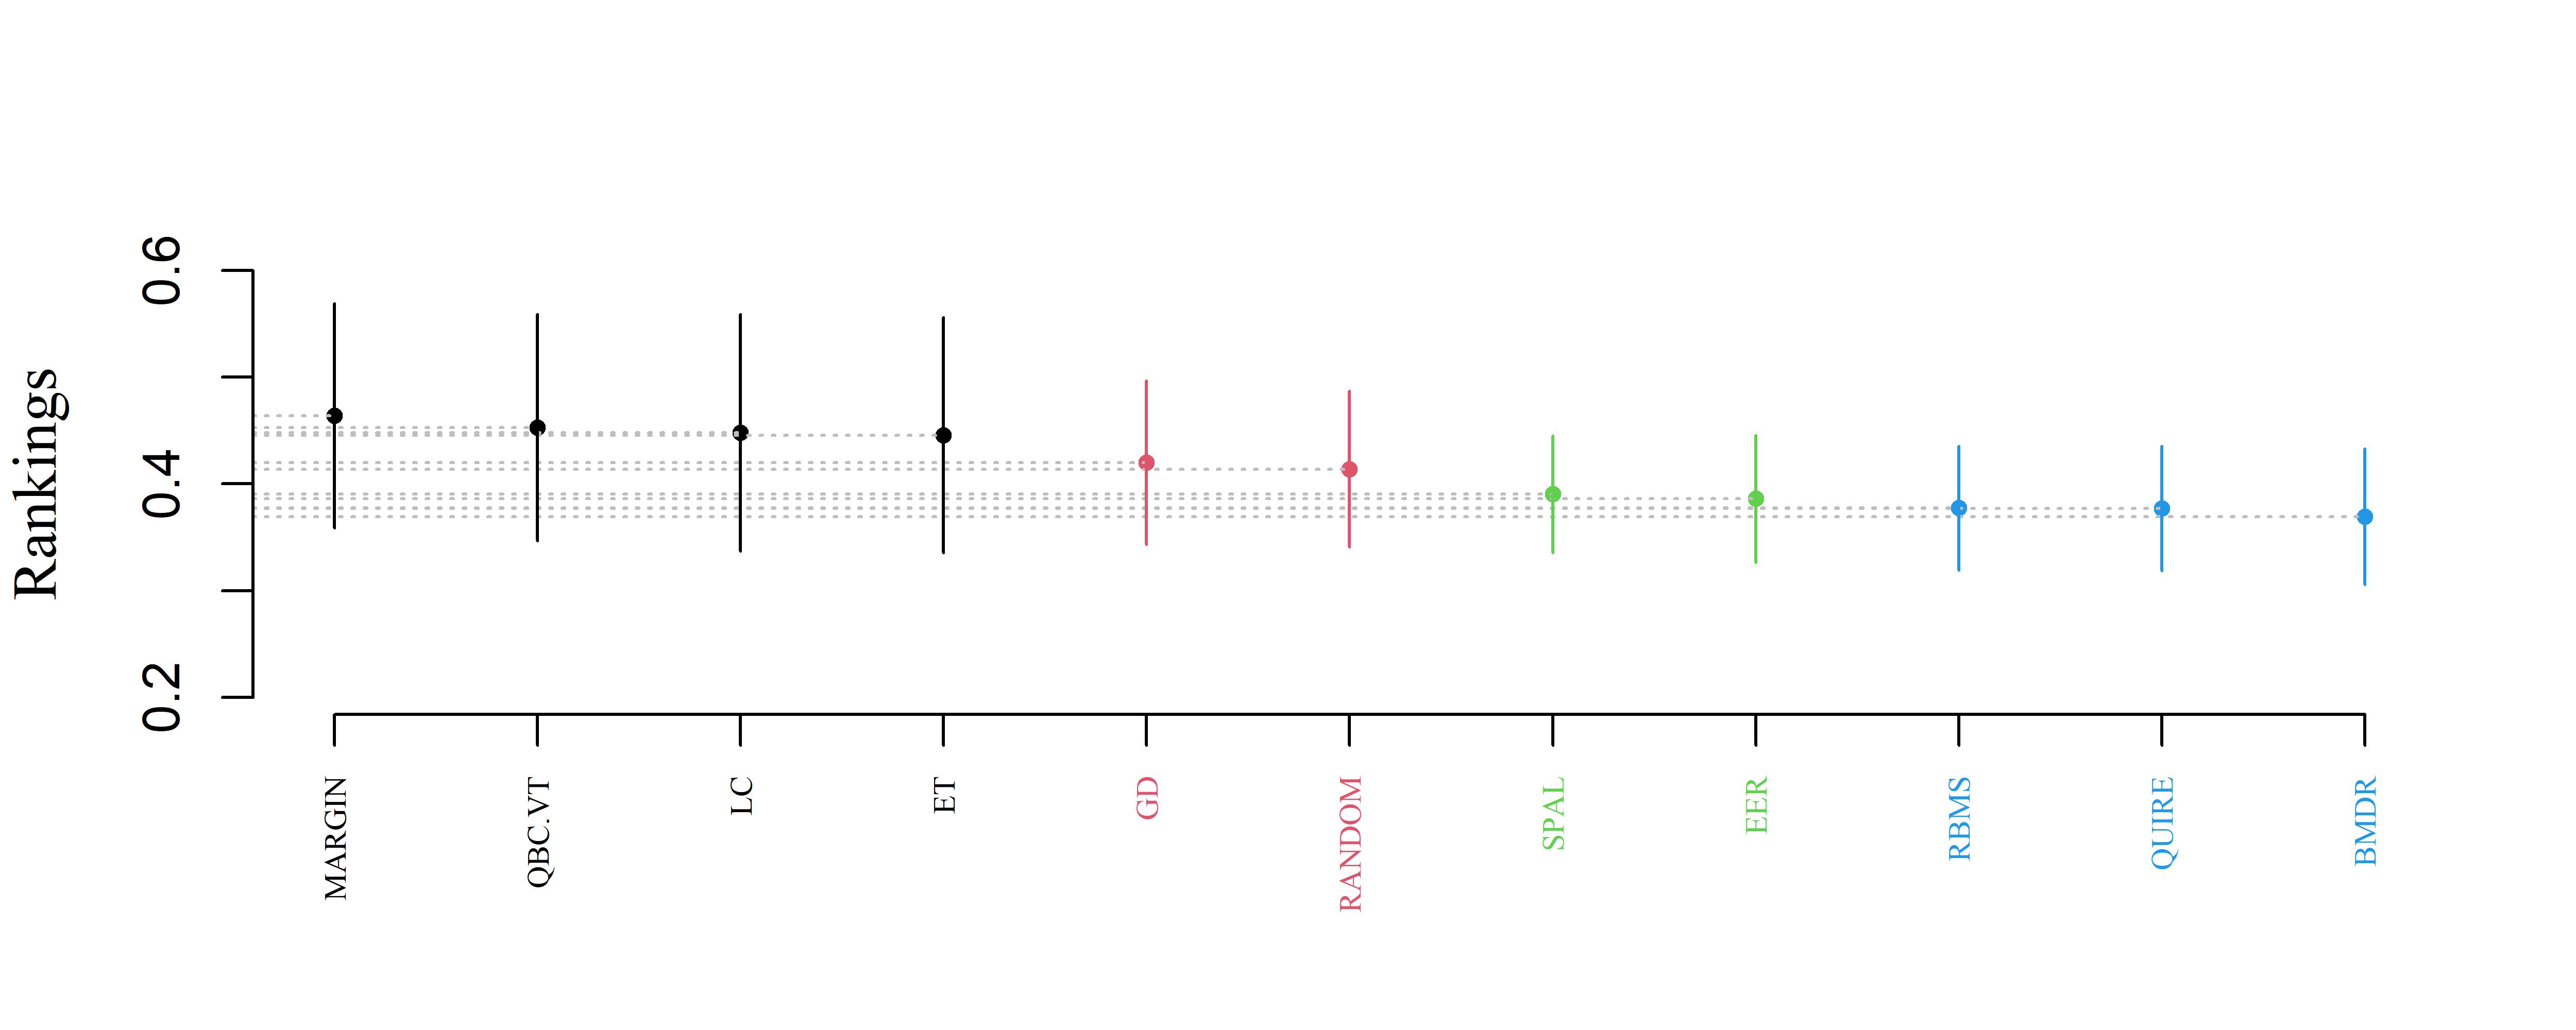 Rankings
0.6
0.4
0.2
MARGIN
QBC.VT
LC
ET
GD
RANDOM
SPAL
EER
RBMS
QUIRE
BMDR